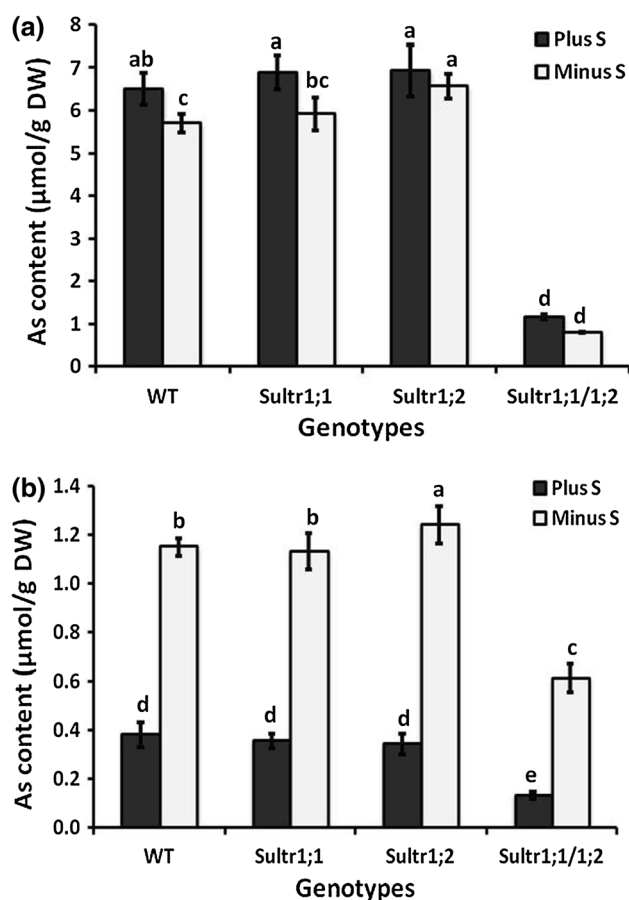 (a)
As content (µmol/g DW)
8
7
6
5
4
3
2
1
0
ab
c
a
bc
a
a
d
d
Plus S
Minus S
WT
Sultr1;1
Sultr1;2
Sultr1;1/1;2
Genotypes
(b)
As content (µmol/g DW)
1.4
1.2
1.0
0.8
0.6
0.4
0.2
0.0
d
b
d
b
d
a
e
c
Plus S
Minus S
WT
Sultr1;1
Sultr1;2
Sultr1;1/1;2
Genotypes